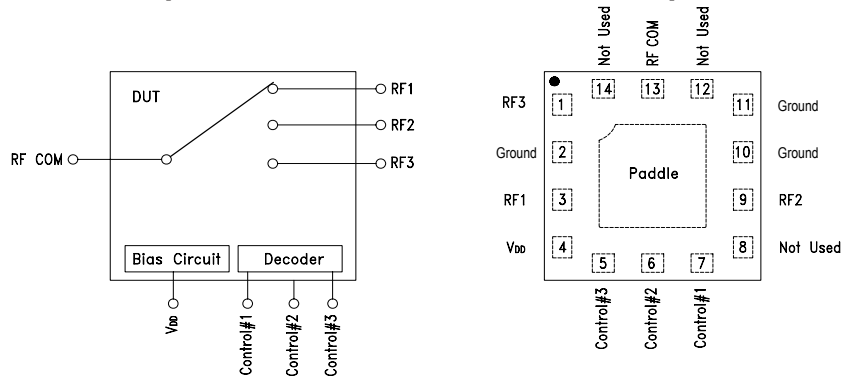 DUT
RF COM
RF1
RF2
RF3
Bias Circuit
Decoder
VDD
Control#1
Control#2
Control#3
Not Used
RF COM
Not Used
14
13
12
RF3
1
11
Ground
Ground
2
10
Ground
Paddle
RF1
3
9
RF2
VDD
4
8
Not Used
5
6
7
Control#3
Control#2
Control#1